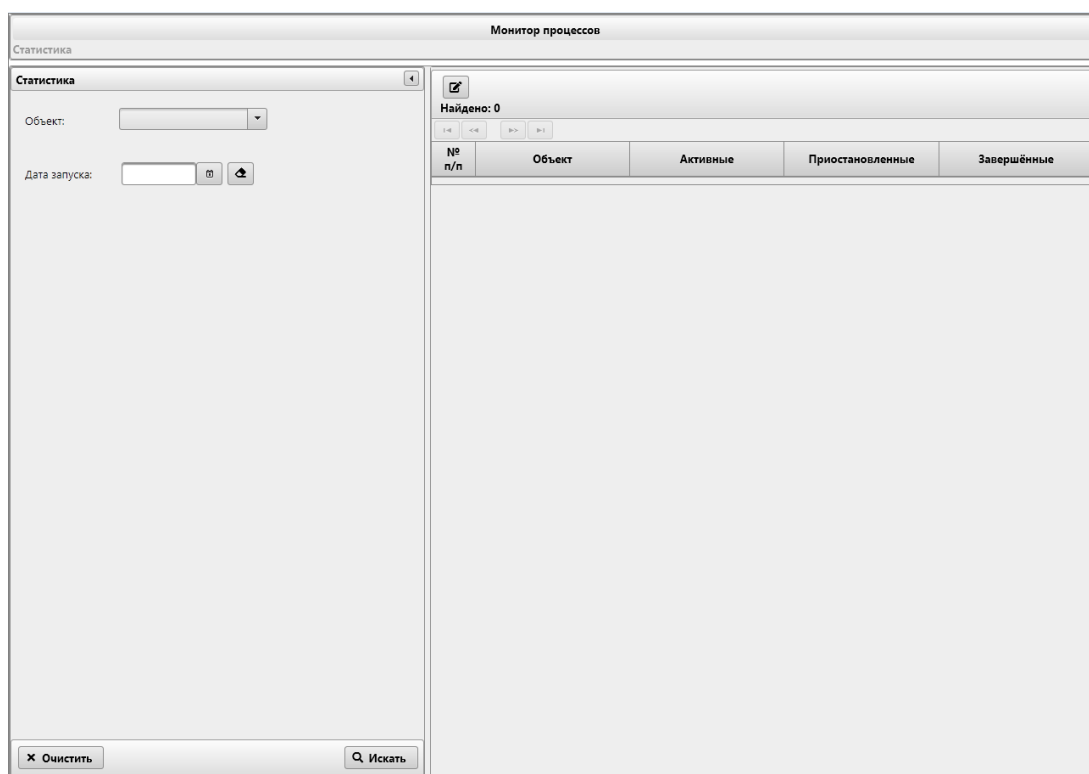 Монитор процессов
Статистика
Статистика
Объект:
Дата запуска:
Очистить
Искать
Найдено: 0
№ п/п
Объект
Активные
Приостановленные
Завершённые